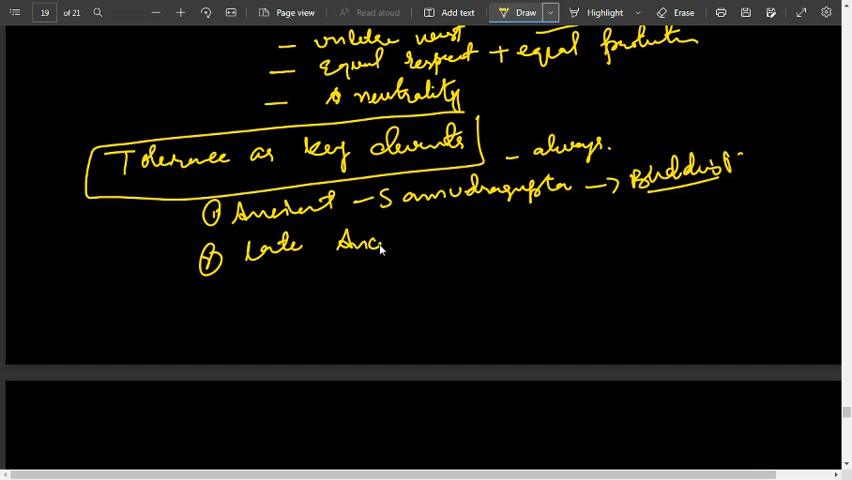 19 of 21
Page view
Read aloud
Add text
Draw
Highlight
Erase
Equal respect + equal
neutrality
Tolerance as key elements
- always.
① Ancient - Samudragupta → Buddhist
② Late Anc